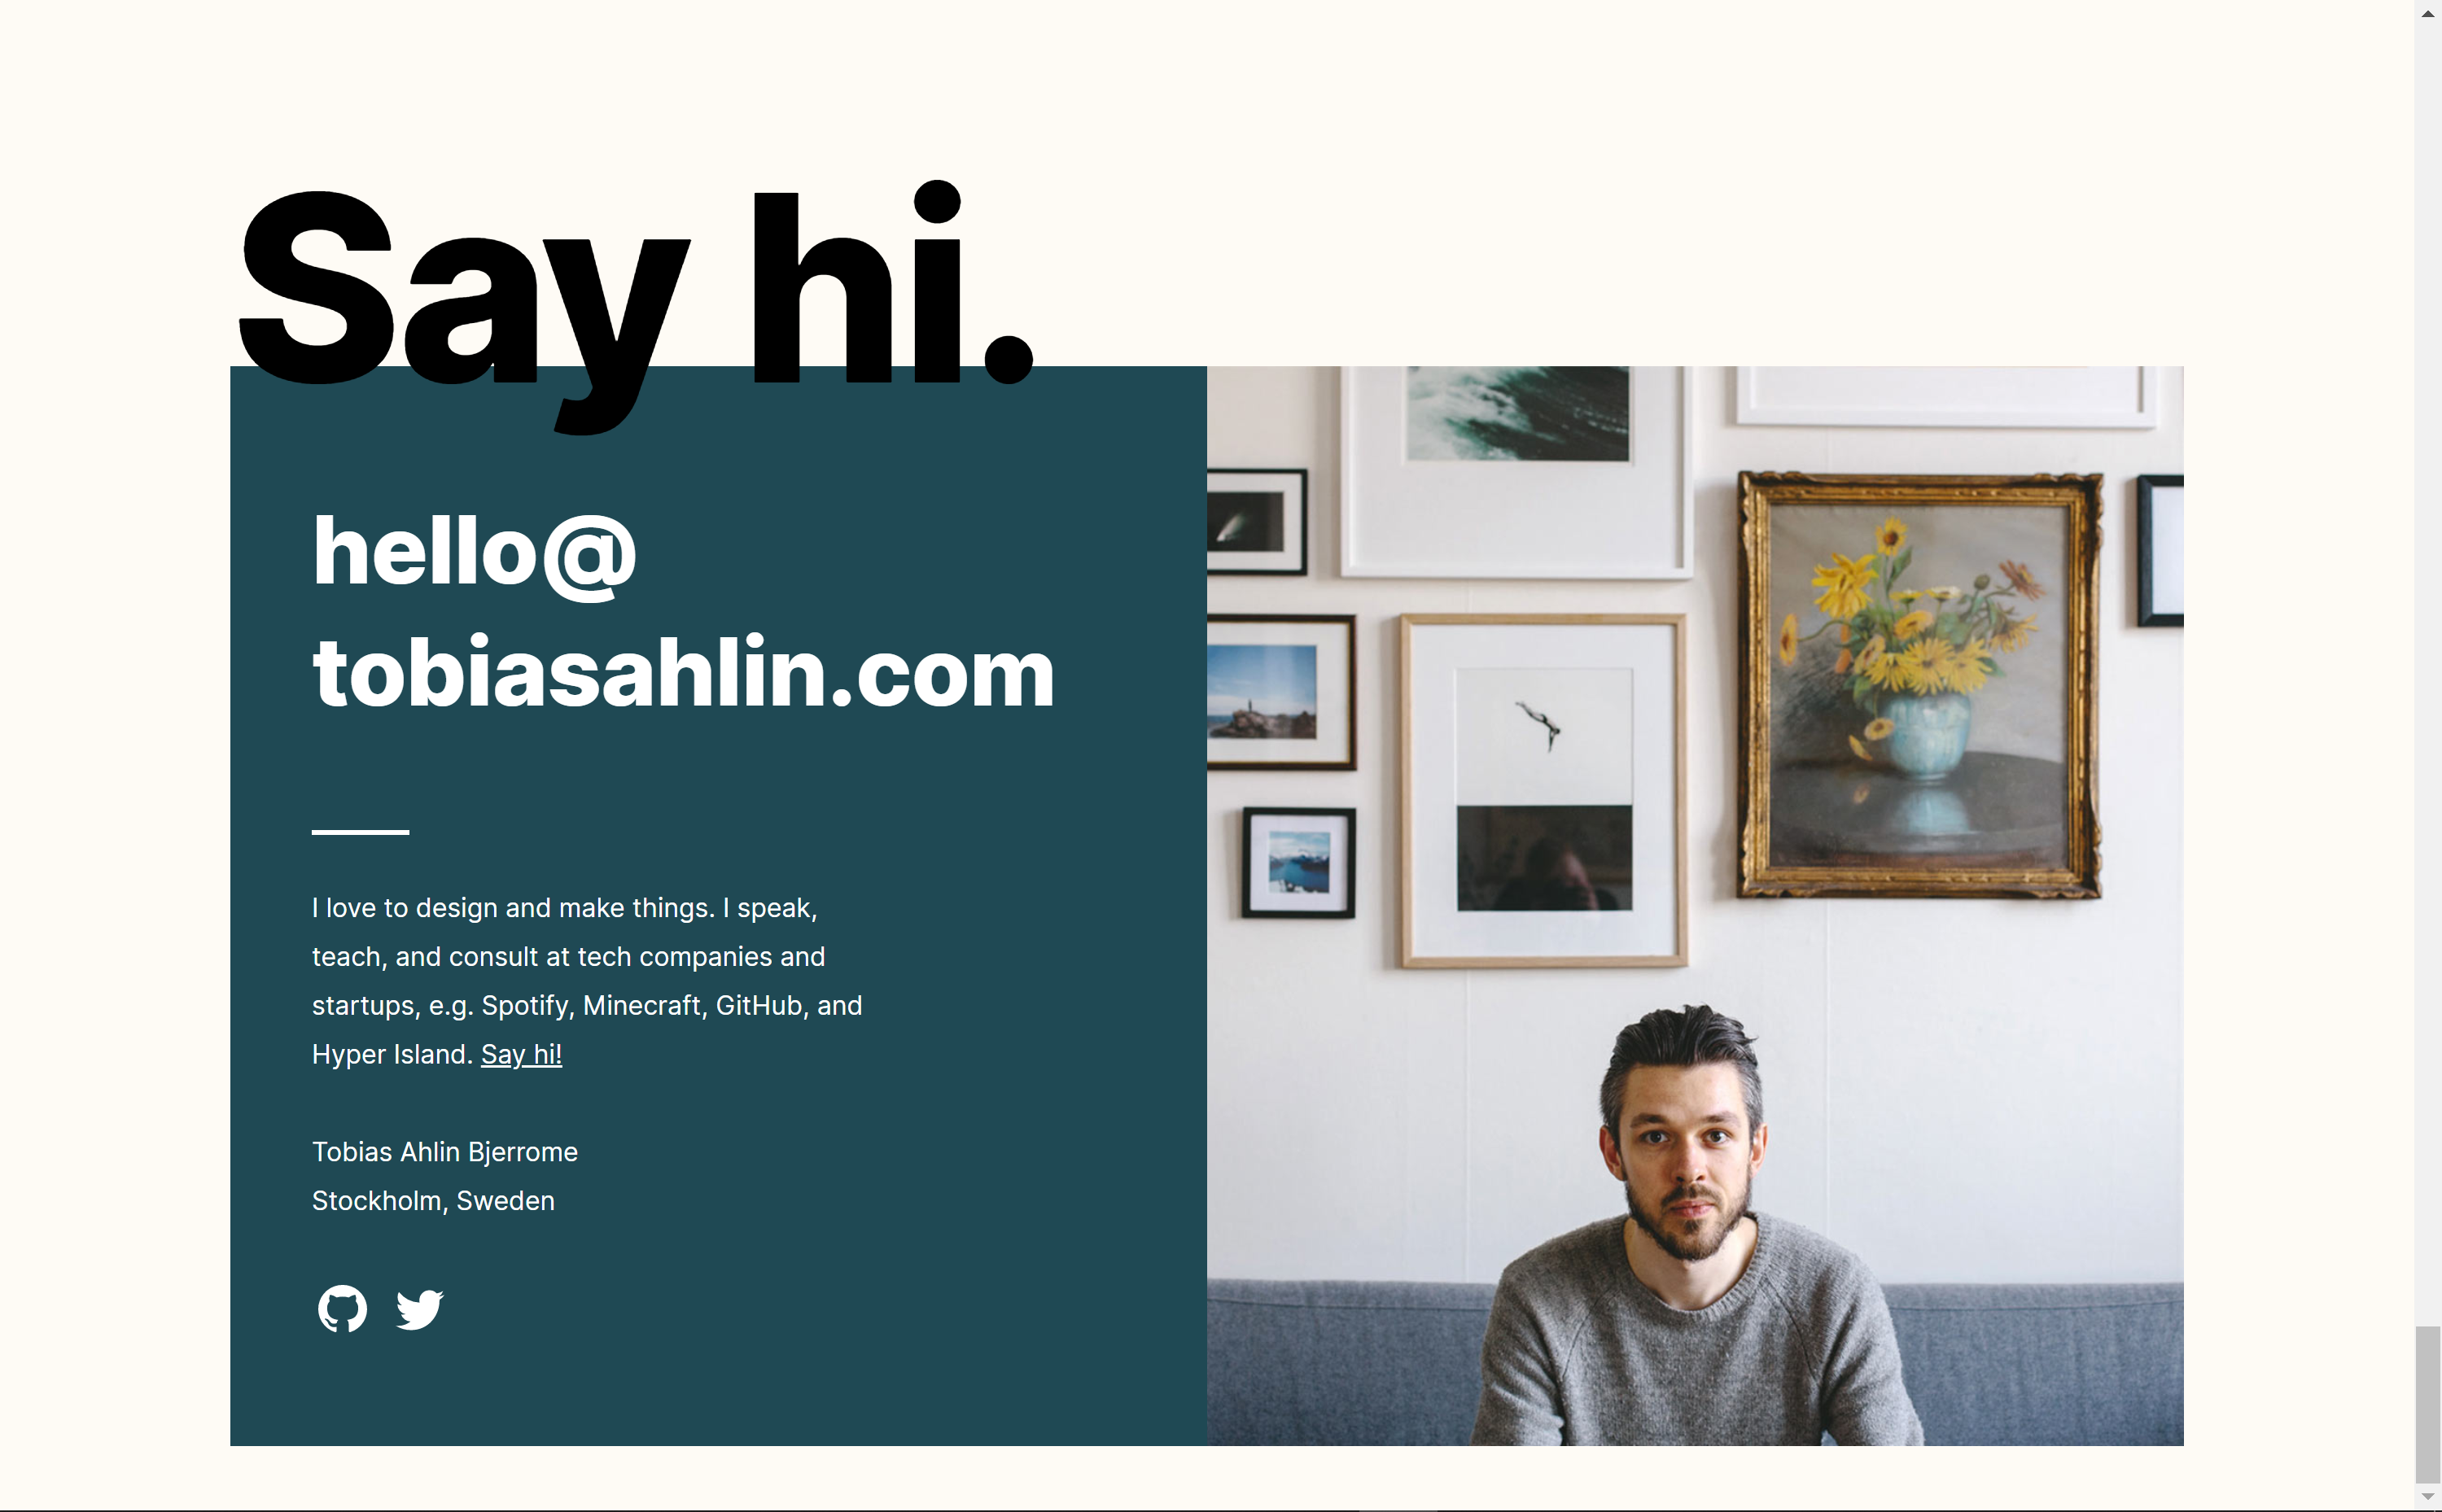 Say hi.
hello@
tobiasahlin.com
I love to design and make things. I speak,
teach, and consult at tech companies and
startups, e.g. Spotify, Minecraft, GitHub, and
Hyper Island. Say hi!
Tobias Ahlin Bjerrome
Stockholm, Sweden